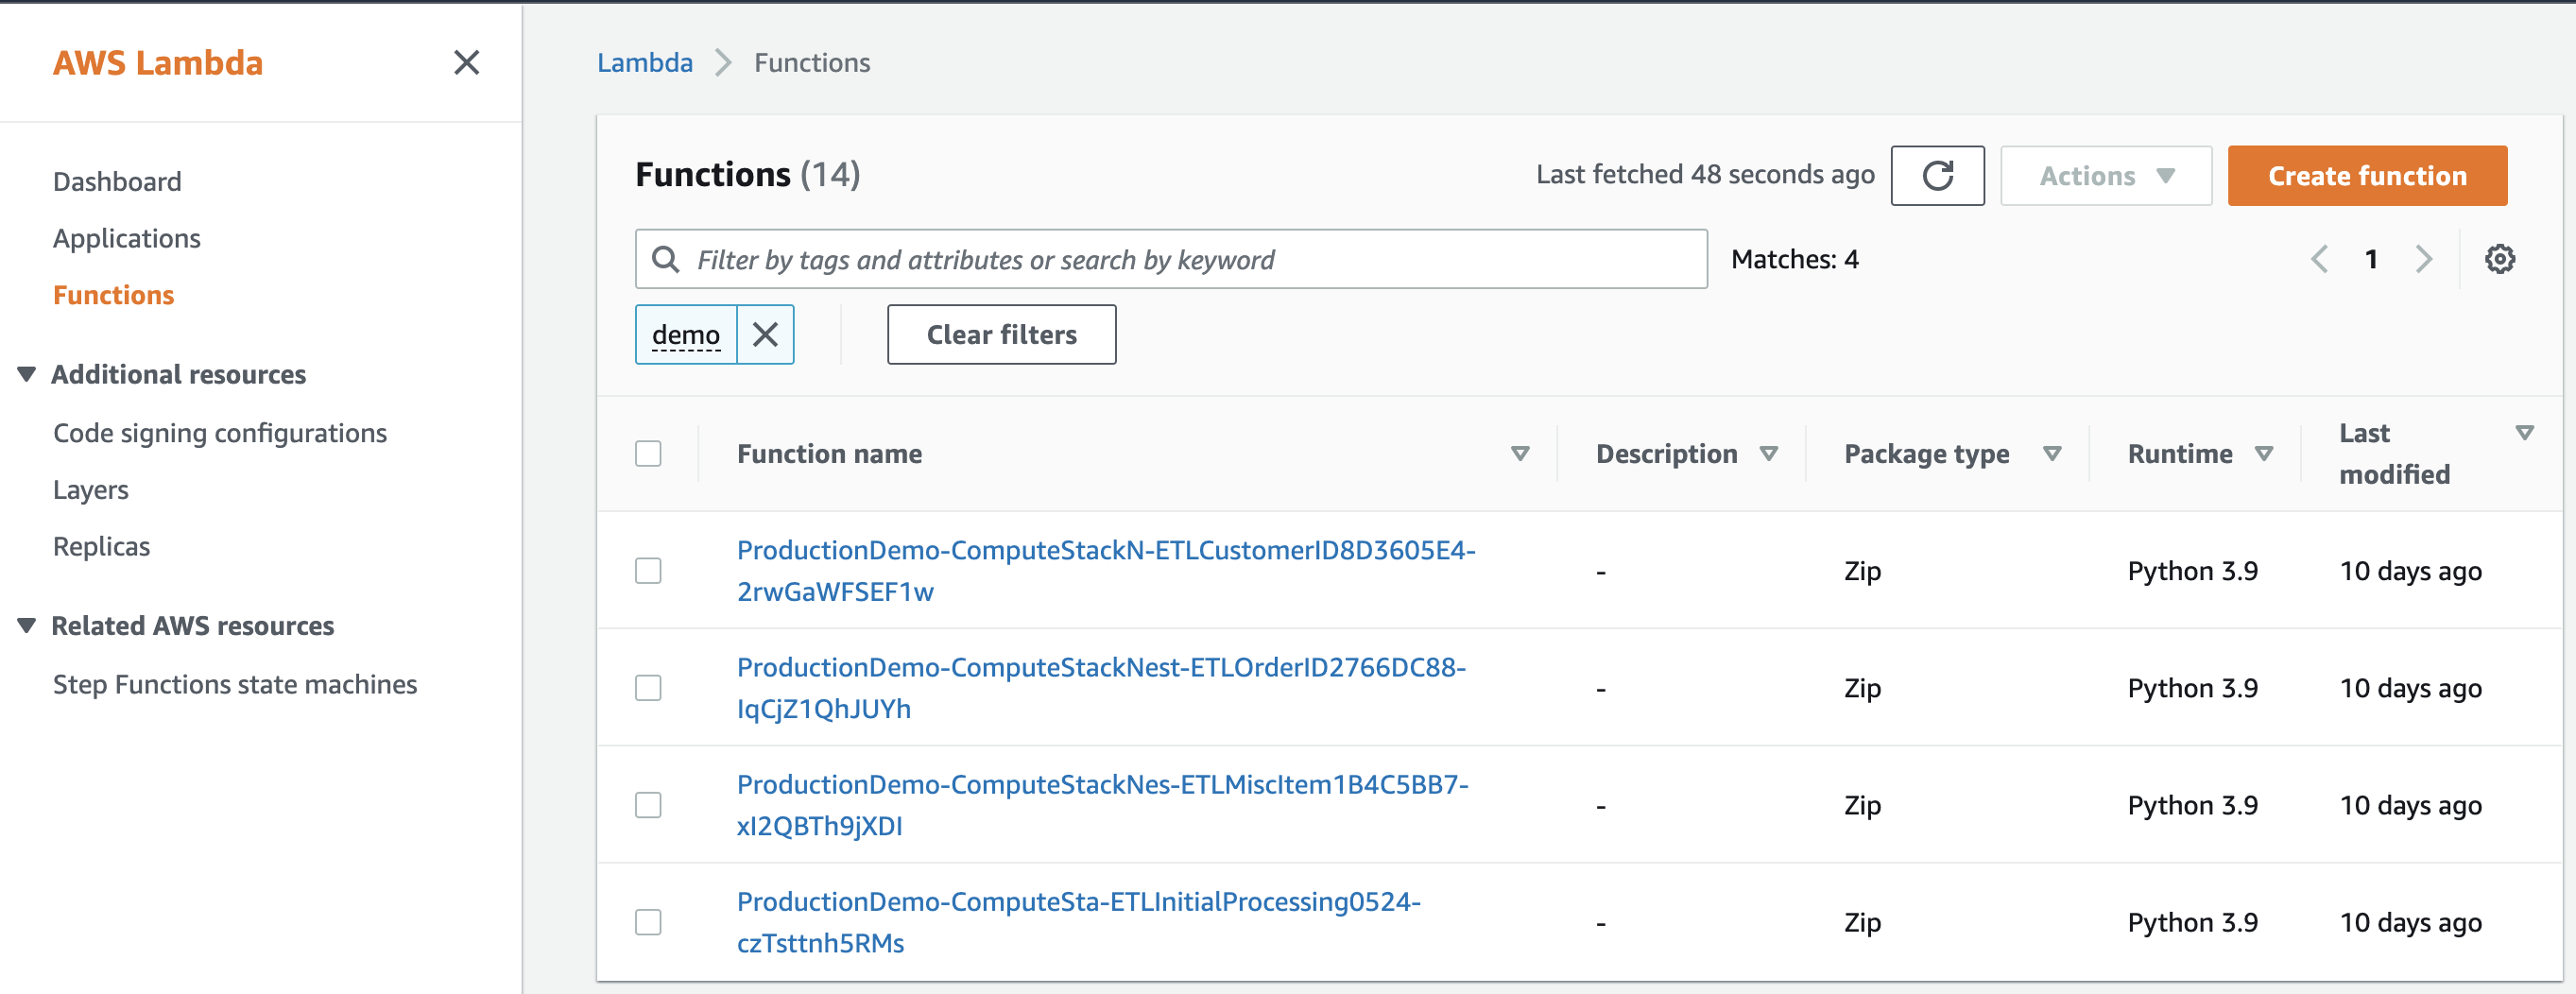 AWS Lambda
Dashboard
Applications
Functions
Additional resources
Code signing configurations
Layers
Replicas
Related AWS resources
Step Functions state machines
Lambda Functions
Functions (14) Last fetched 48 seconds ago Actions Create function
Filter by tags and attributes or search by keyword Matches: 4 1
demo Clear filters
Function name Description Package type Runtime Last modified
ProductionDemo-ComputeStackN-ETLCustomerID8D3605E4-
2rwGaWFSEF1w
- Zip Python 3.9 10 days ago
ProductionDemo-ComputeStackNest-ETLOrderID2766DC88-
IqCjZ1QhJUYh
- Zip Python 3.9 10 days ago
ProductionDemo-ComputeStackNes-ETLMiscItem1B4C5BB7-
xI2QBTh9jXDI
- Zip Python 3.9 10 days ago
ProductionDemo-ComputeSta-ETLInitialProcessing0524-
czTsttnh5RMs
- Zip Python 3.9 10 days ago